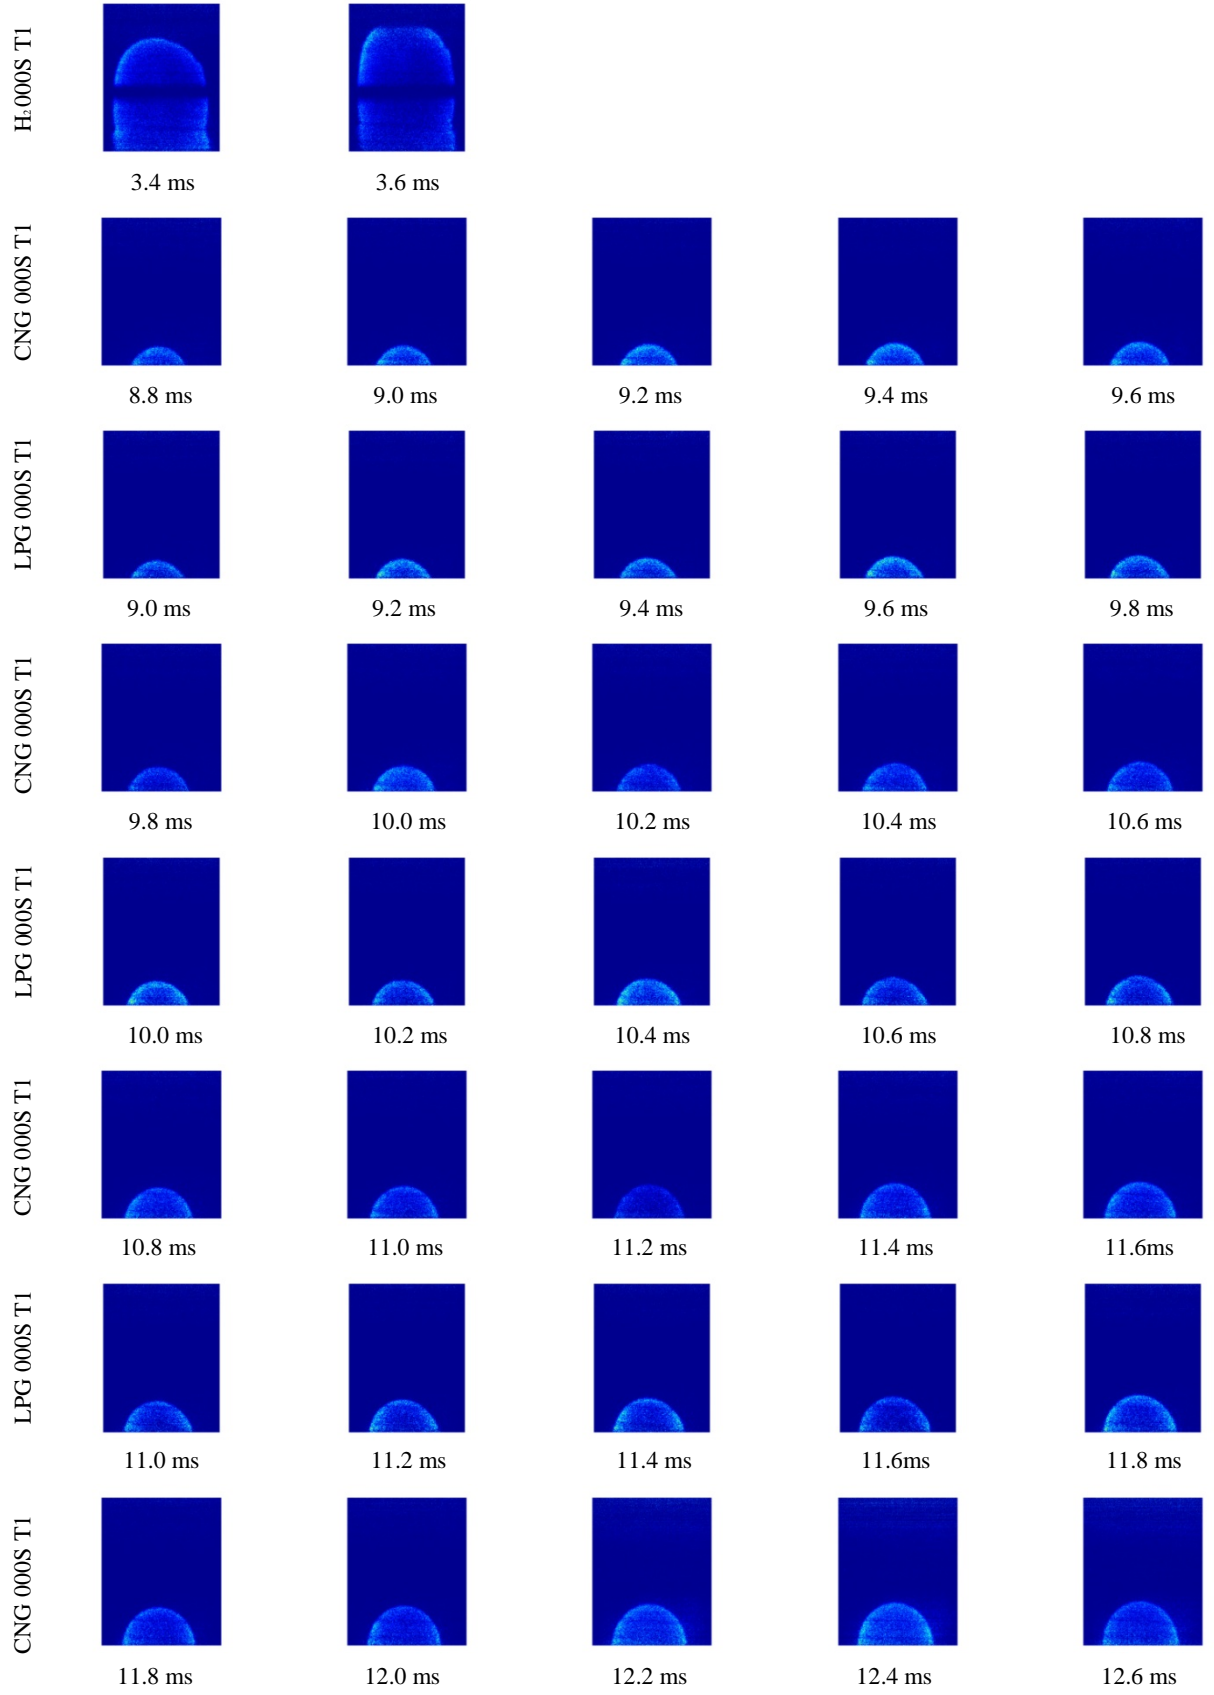 H₂000S T1
3.4 ms 3.6 ms
CNG 000S T1
8.8 ms 9.0 ms 9.2 ms 9.4 ms 9.6 ms
LPG 000S T1
9.0 ms 9.2 ms 9.4 ms 9.6 ms 9.8 ms
CNG 000S T1
9.8 ms 10.0 ms 10.2 ms 10.4 ms 10.6 ms
LPG 000S T1
10.0 ms 10.2 ms 10.4 ms 10.6 ms 10.8 ms
CNG 000S T1
10.8 ms 11.0 ms 11.2 ms 11.4 ms 11.6ms
LPG 000S T1
11.0 ms 11.2 ms 11.4 ms 11.6ms 11.8 ms
CNG 000S T1
11.8 ms 12.0 ms 12.2 ms 12.4 ms 12.6 ms